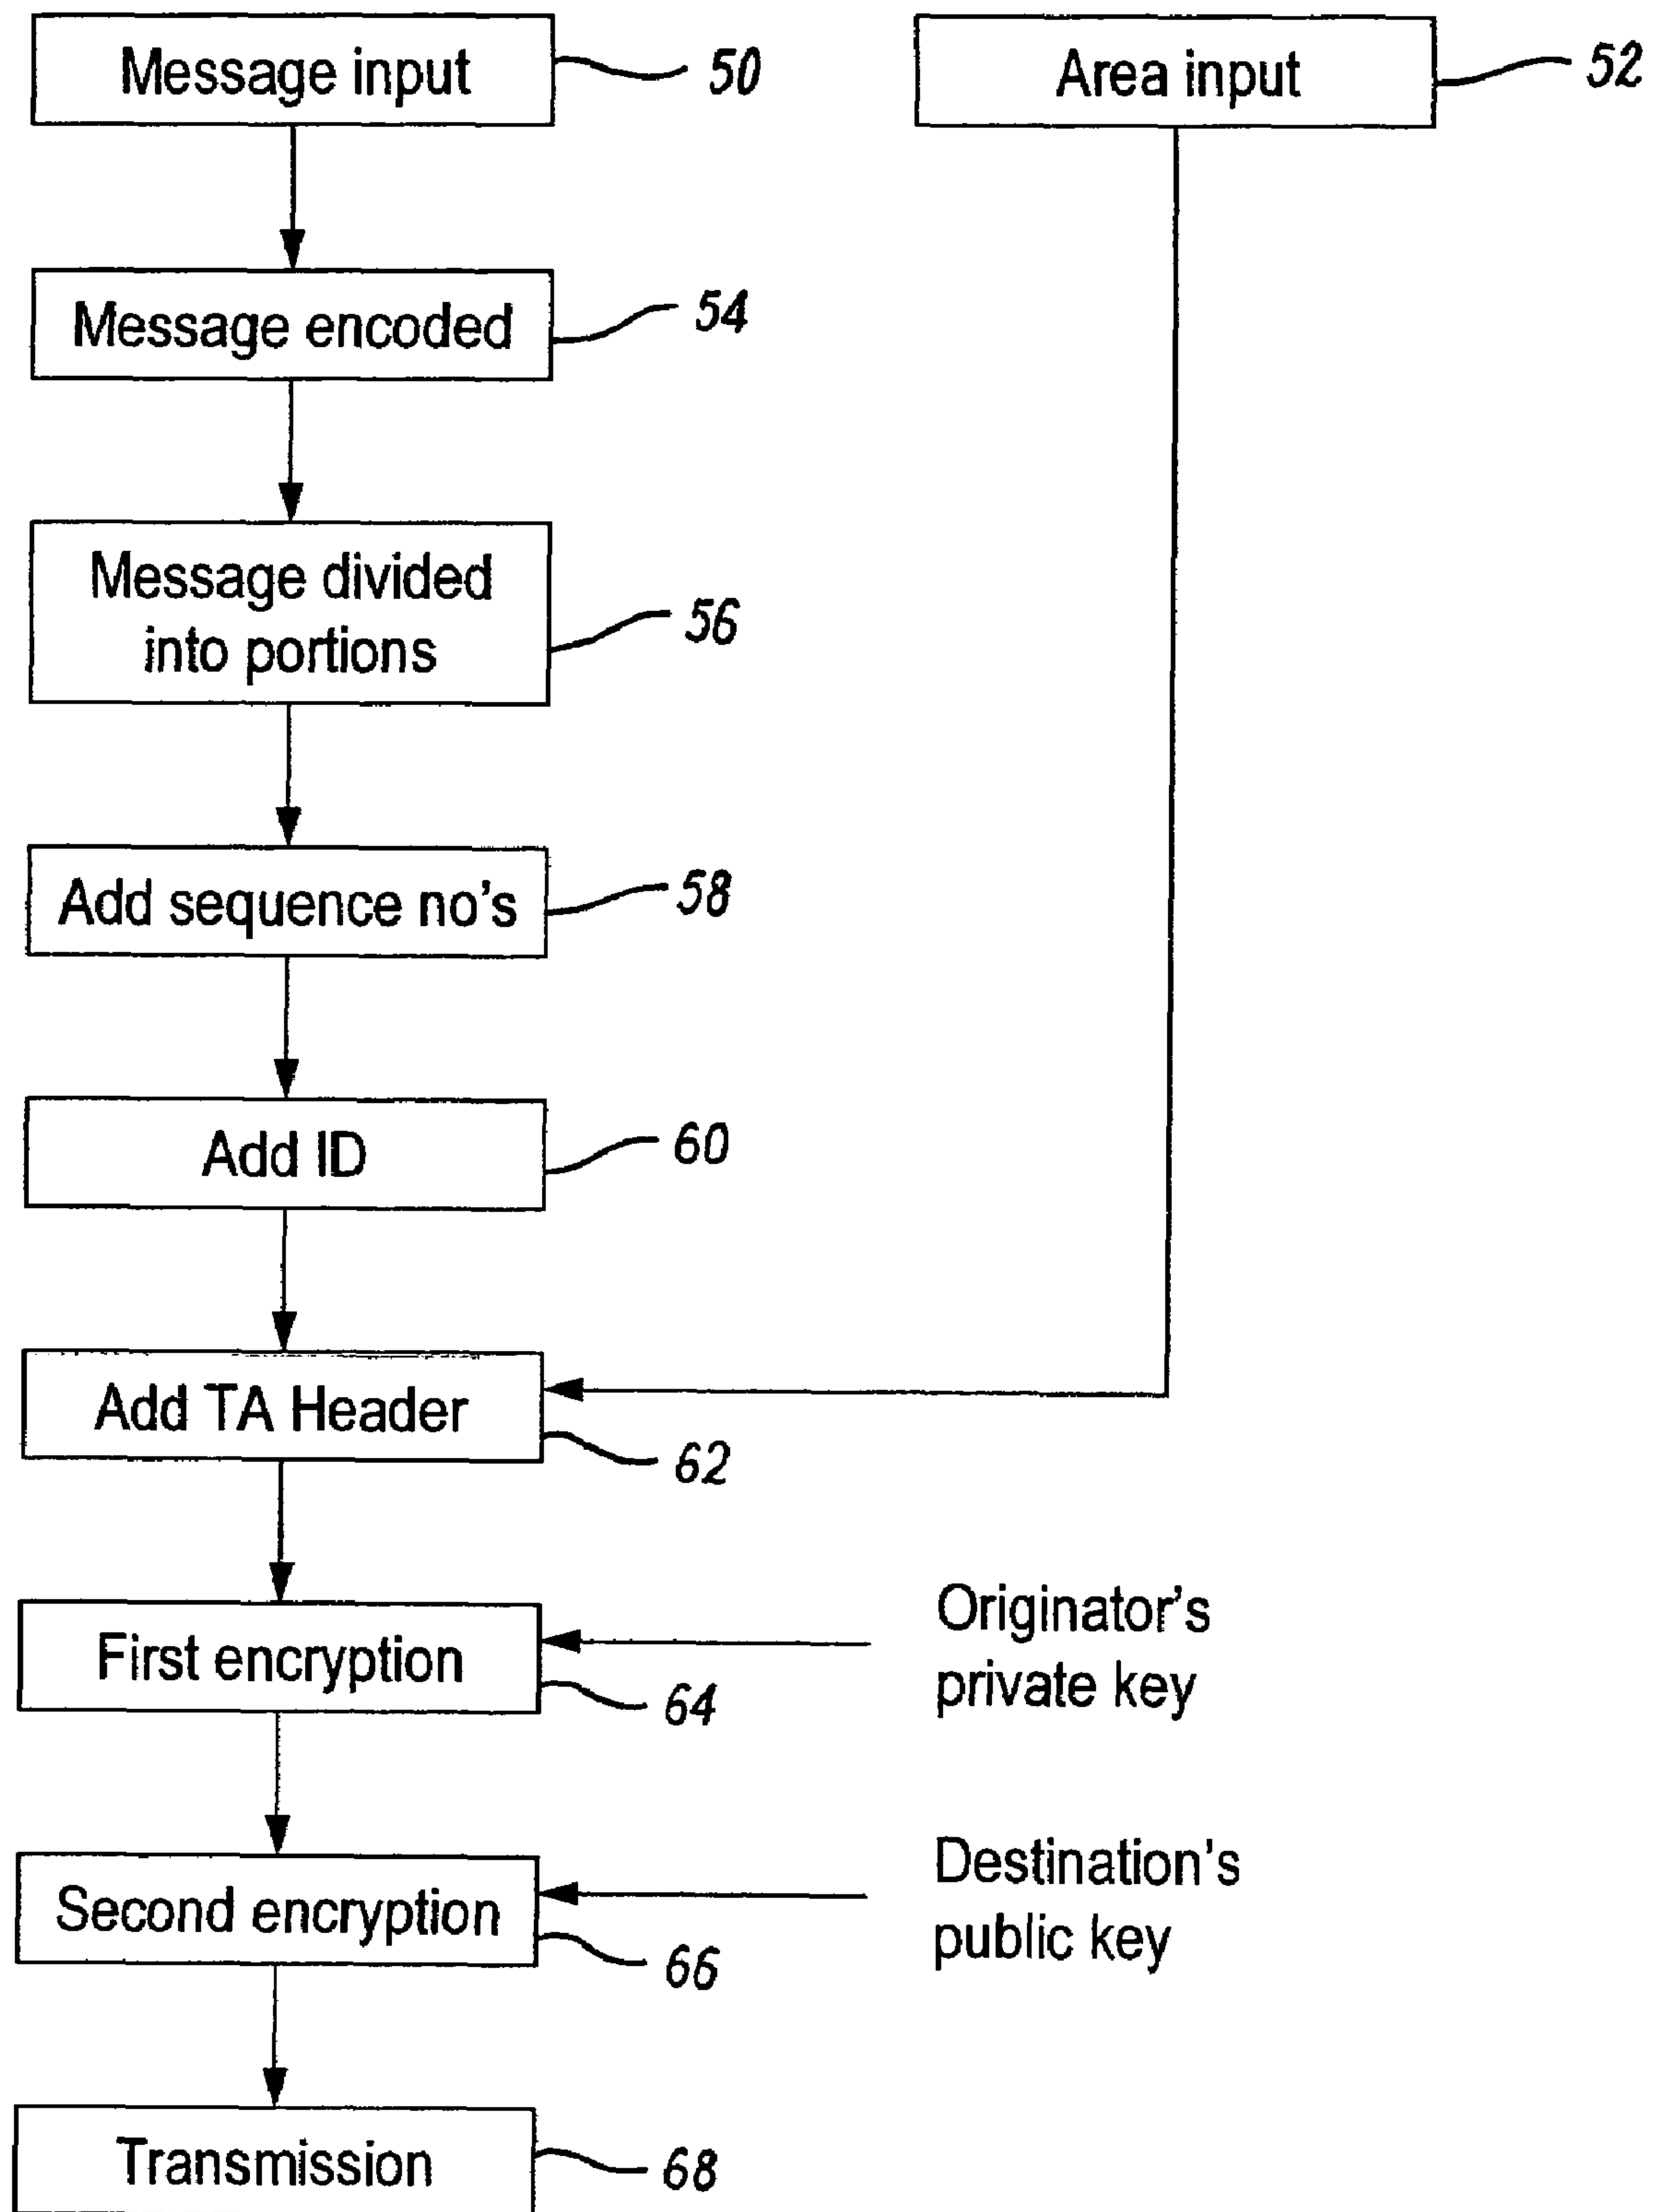 Message input
50
Area input
52
Message encoded
54
Message divided
into portions
56
Add sequence no's
58
Add ID
60
Add TA Header
62
First encryption
64
Originator's
private key
Second encryption
66
Destination's
public key
Transmission
68